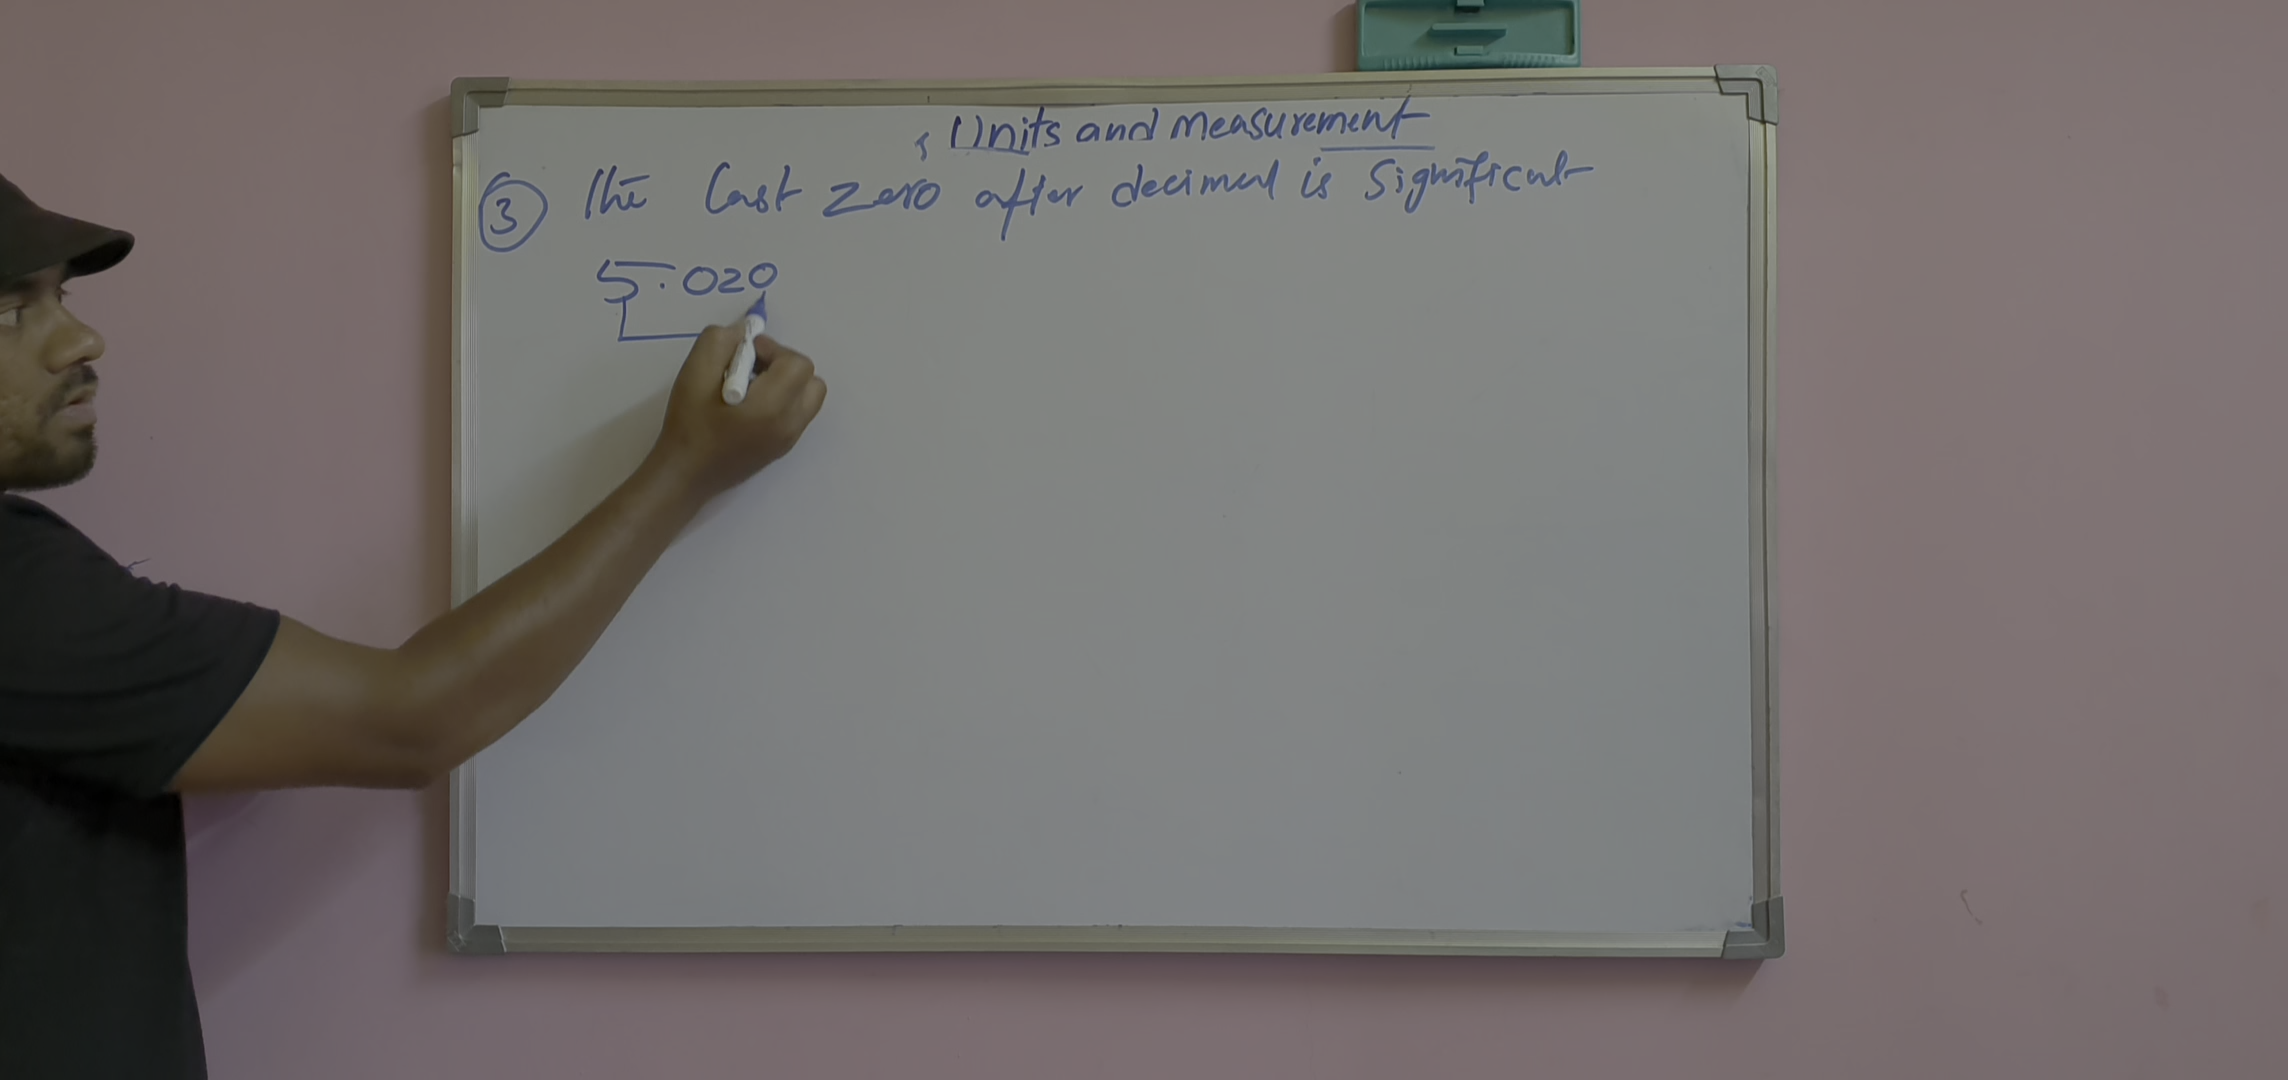 Units and measurement
③ The Last zero after decimal is Significant
5.020